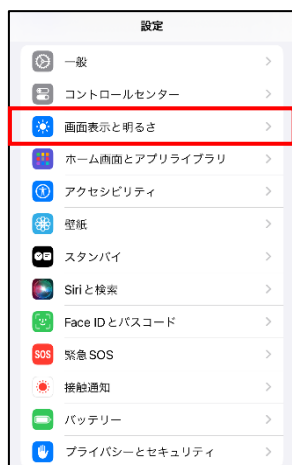 設定
一般
コントロールセンター
画面表示と明るさ
ホーム画面とアプリライブラリ
アクセシビリティ
壁紙
スタンバイ
Siriと検索
Face IDとパスコード
SOS 緊急SOS
接触通知
バッテリー
プライバシーとセキュリティ